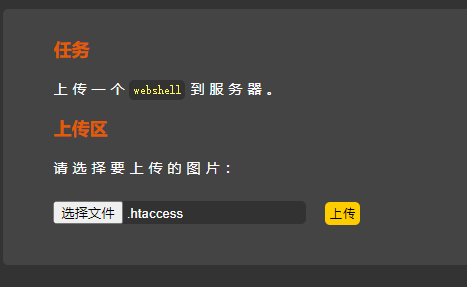 任务
上传一个 webshell 到服务器。
上传区
请选择要上传的图片：
选择文件 .htaccess 上传